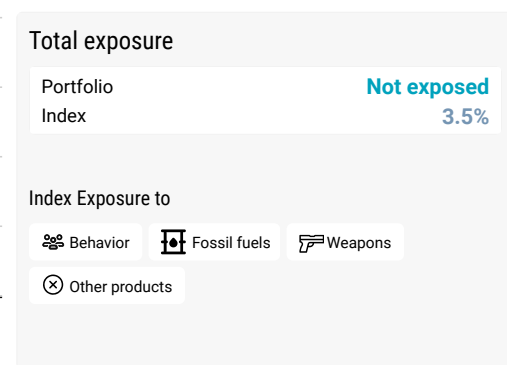 Total exposure
Portfolio Not exposed
Index 3.5%
Index Exposure to
Behavior Fossil fuels Weapons
Other products